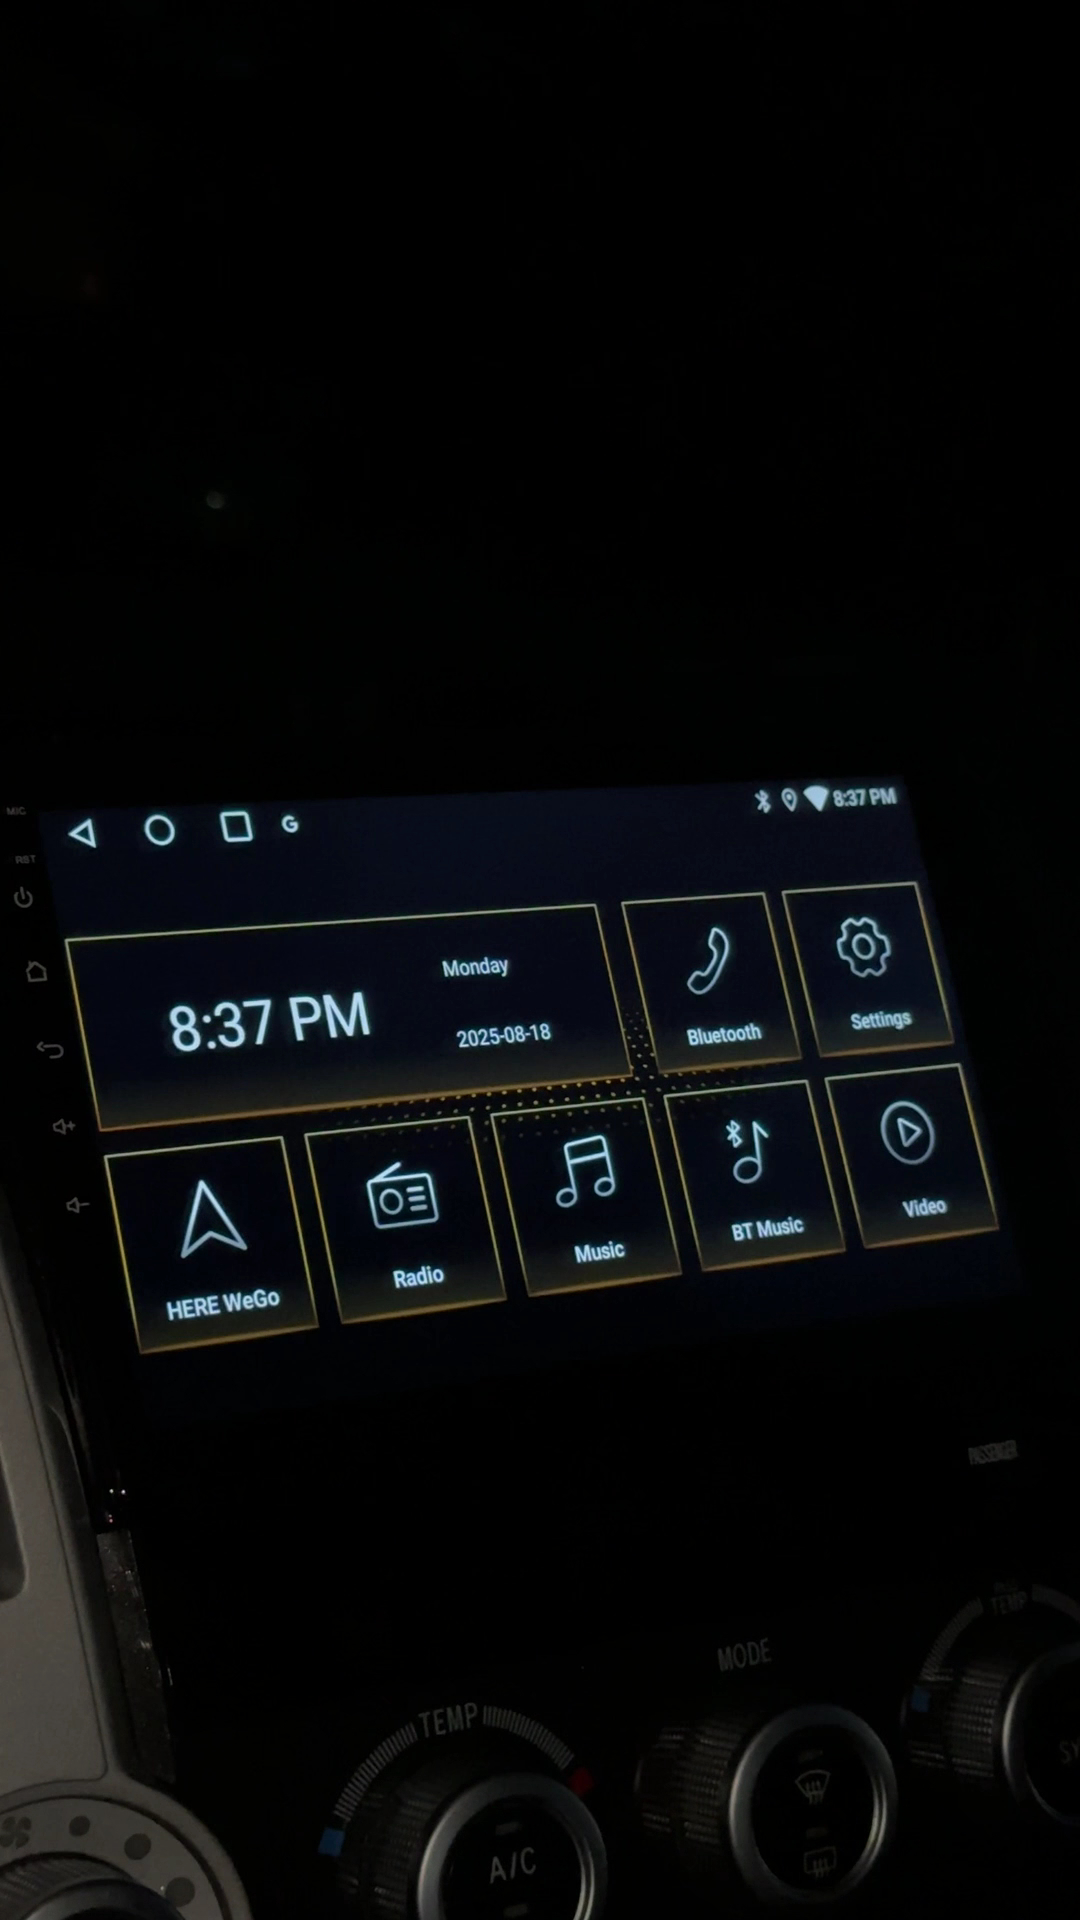 MIC
G
8:37 PM
RST
Monday
8:37 PM
2025-08-18
Bluetooth
Settings
HERE WeGo
Radio
Music
BT Music
Video
PASSENGER
TEMP
MODE
TEMP
A/C